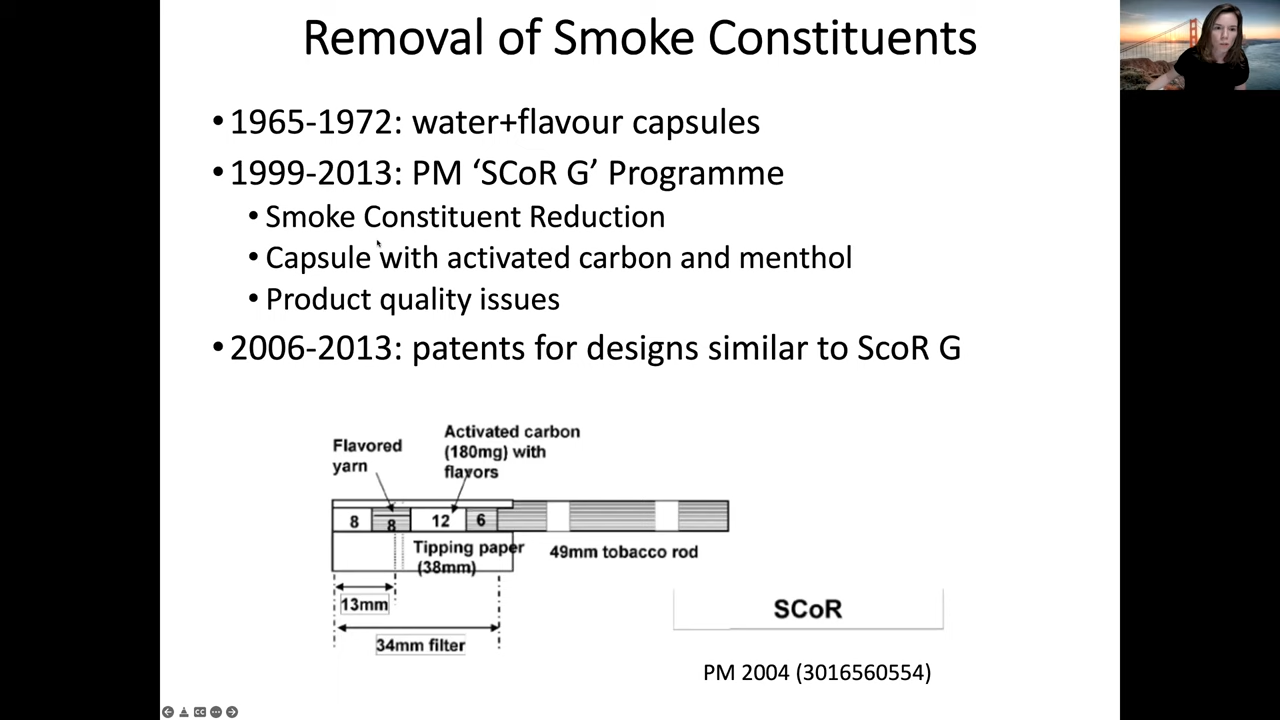 Removal of Smoke Constituents
• 1965-1972: water+flavour capsules
• 1999-2013: PM ‘SCoR G’ Programme
• Smoke Constituent Reduction
• Capsule with activated carbon and menthol
• Product quality issues
• 2006-2013: patents for designs similar to ScoR G
Flavored
yarn
Activated carbon
(180mg) with
flavors
8
8
12
6
Tipping paper
(38mm)
49mm tobacco rod
13mm
34mm filter
SCoR
PM 2004 (3016560554)
CC